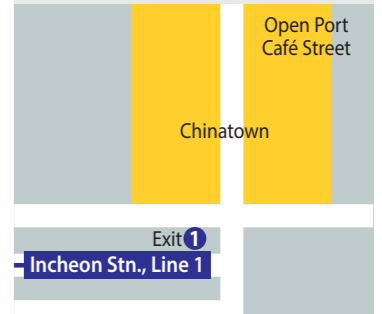 Open Port
Café Street
Chinatown
Exit 1
Incheon Stn., Line 1